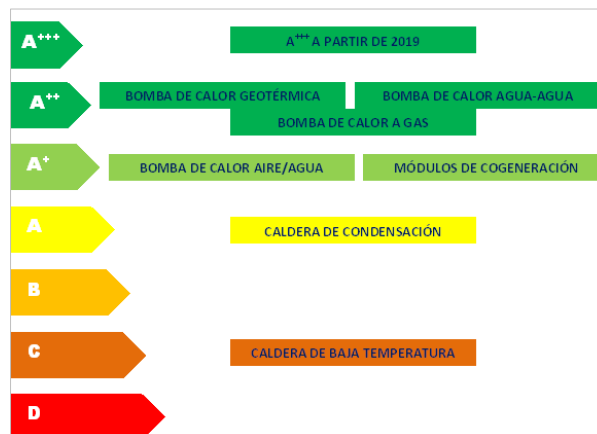 A+++ A+++ A PARTIR DE 2019
A++ BOMBA DE CALOR GEOTÉRMICA BOMBA DE CALOR AGUA-AGUA
BOMBA DE CALOR A GAS
A+ BOMBA DE CALOR AIRE/AGUA MÓDULOS DE COGENERACIÓN
A CALDERA DE CONDENSACIÓN
B
C CALDERA DE BAJA TEMPERATURA
D